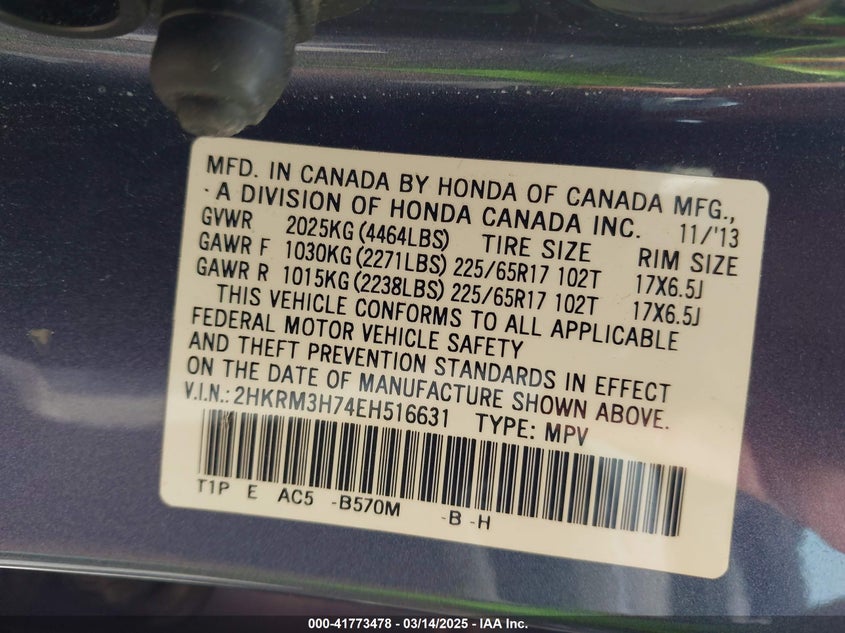 MFD. IN CANADA BY HONDA OF CANADA MFG.,
A DIVISION OF HONDA CANADA INC. 11/'13
GVWR 2025KG (4464LBS) TIRE SIZE RIM SIZE
GAWR F 1030KG (2271LBS) 225/65R17 102T 17X6.5J
GAWR R 1015KG (2238LBS) 225/65R17 102T 17X6.5J
THIS VEHICLE CONFORMS TO ALL APPLICABLE
FEDERAL MOTOR VEHICLE SAFETY
AND THEFT PREVENTION STANDARDS IN EFFECT
ON THE DATE OF MANUFACTURE SHOWN ABOVE.
V.I.N.: 2HKRM3H74EH516631 TYPE: MPV
T1P E AC5 -B570M -B -H
000-41773478 - 03/14/2025 - IAA Inc.